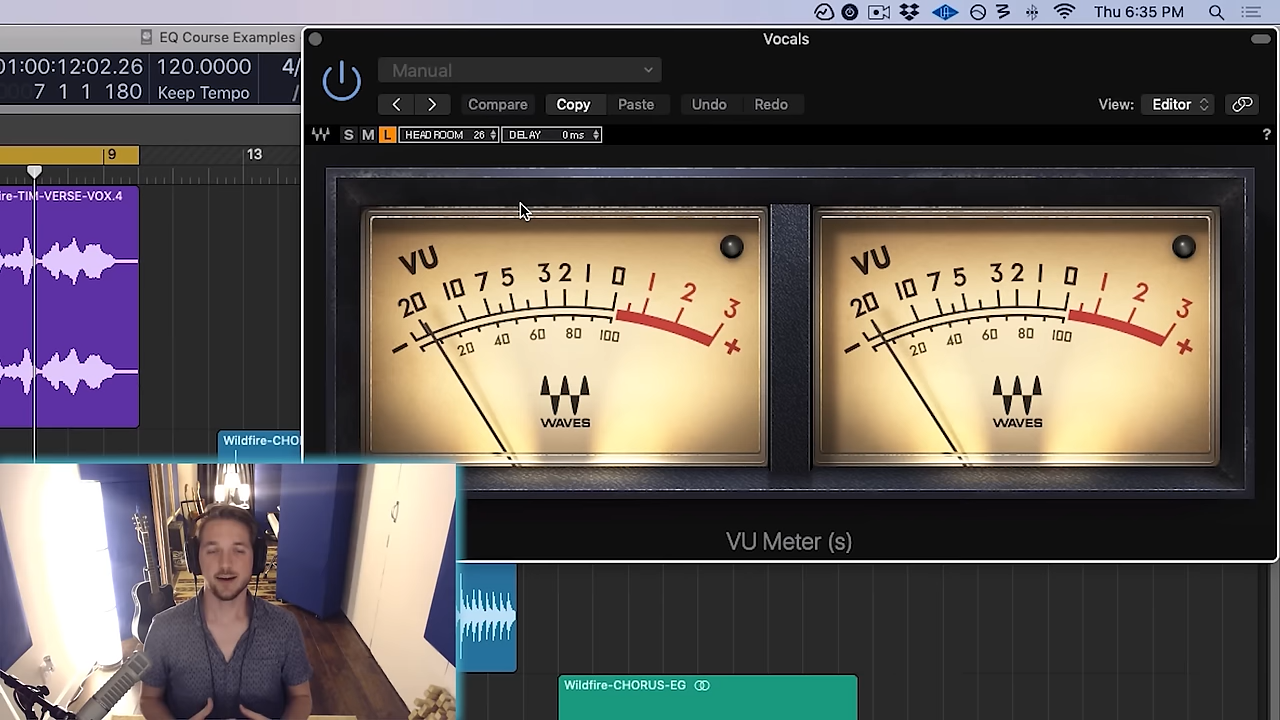 Thu 6:35 PM
EQ Course Examples
Vocals
01:00:12:02.26
120.0000
4/
7 1 1 180
Keep Tempo
/
Manual
Compare
Copy
Paste
Undo
Redo
View:
Editor
S M L HEADROOM 26 DELAY 0 ms
?
9
13
ire-TIM-VERSE-VOX.4
VU
20 10 7 5 3 2 1 0 1 2 3
- 20 40 60 80 100 +
WAVES
VU
20 10 7 5 3 2 1 0 1 2 3
- 20 40 60 80 100 +
WAVES
Wildfire-CHO
VU Meter (s)
Wildfire-CHORUS-EG